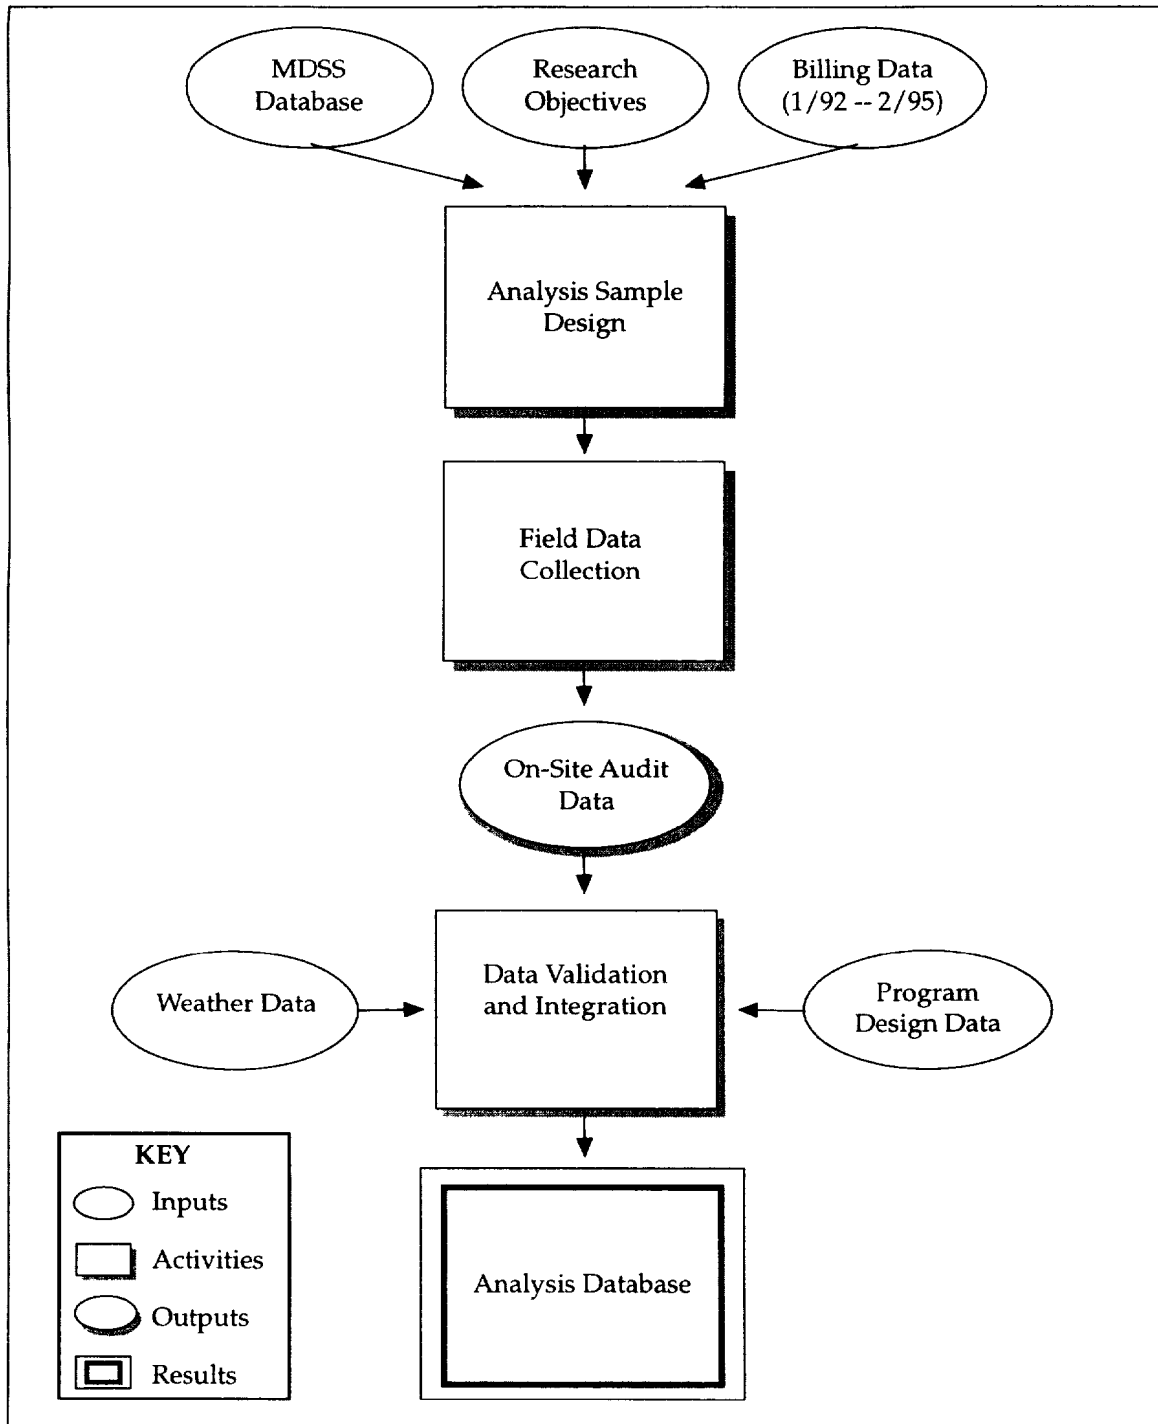 MDSS
Database
Research
Objectives
Billing Data
(1/92 -- 2/95)
Analysis Sample
Design
Field Data
Collection
On-Site Audit
Data
Weather Data
Data Validation
and Integration
Program
Design Data
KEY
Inputs
Activities
Outputs
Results
Analysis Database